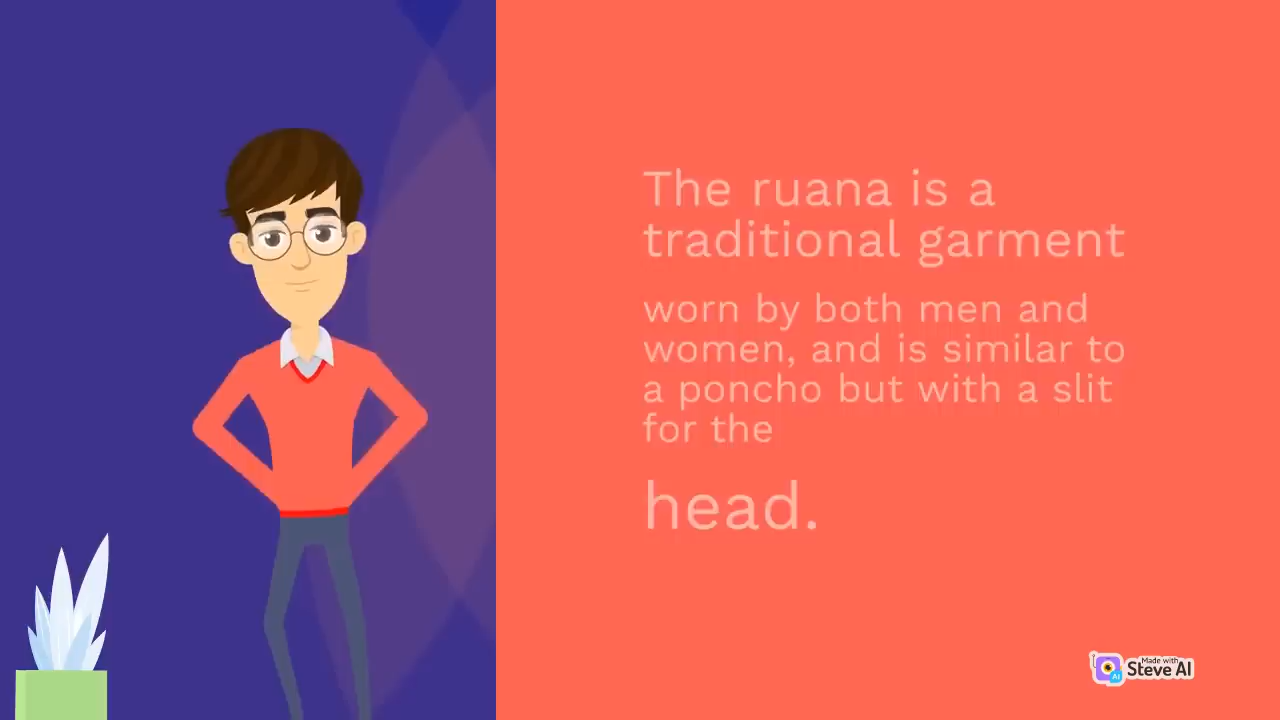 The ruana is a
traditional garment
worn by both men and
women, and is similar to
a poncho but with a slit
for the
head.
Made with
Steve AI
AI